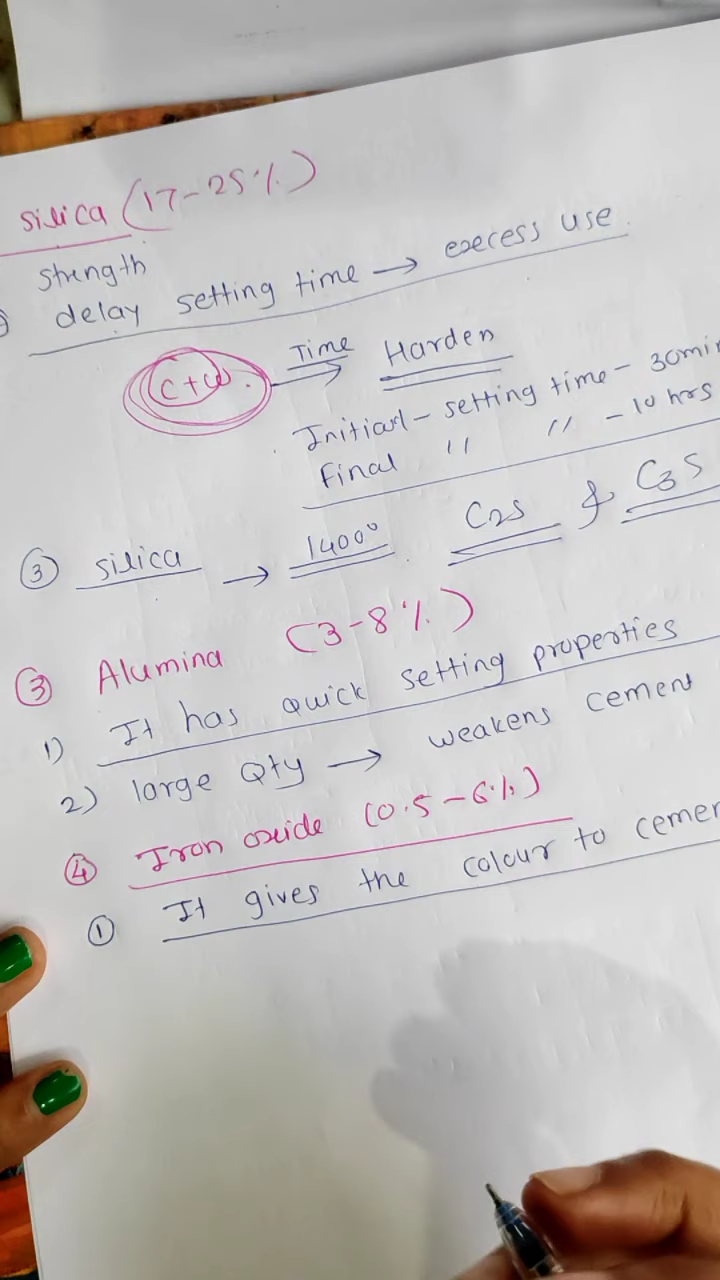 silica (17-25%)
strength
delay setting time → execess use
C+W. Time → Harden
Initial - setting time - 30min
Final " " - 10 hrs
③ silica → 1400° C2S & C3S
③ Alumina (3-8%)
1) It has quick setting properties
2) large Qty → weakens cement
④ Iron oxide (0.5-6%)
① It gives the colour to cemen